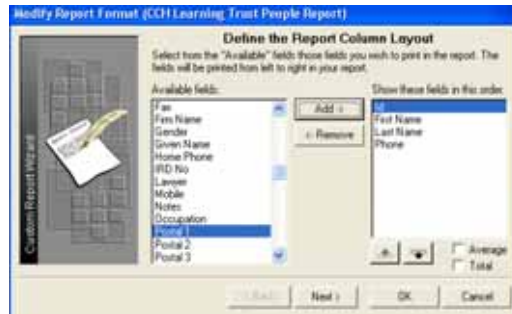 Modify Report Format (CCH Learning Trust People Report)
Define the Report Column Layout
Select from the "Available" fields those fields you wish to print in the report. The
fields will be printed from left to right in your report.
Available fields:
Fax
Firm Name
Gender
Given Name
Home Phone
IRD No
Lawyer
Mobile
Notes
Occupation
Postal 1
Postal 2
Postal 3
Add >
< Remove
Show these fields in this order:
Id
First Name
Last Name
Phone
Average
Total
Custom Report Wizard
< Back
Next >
OK
Cancel